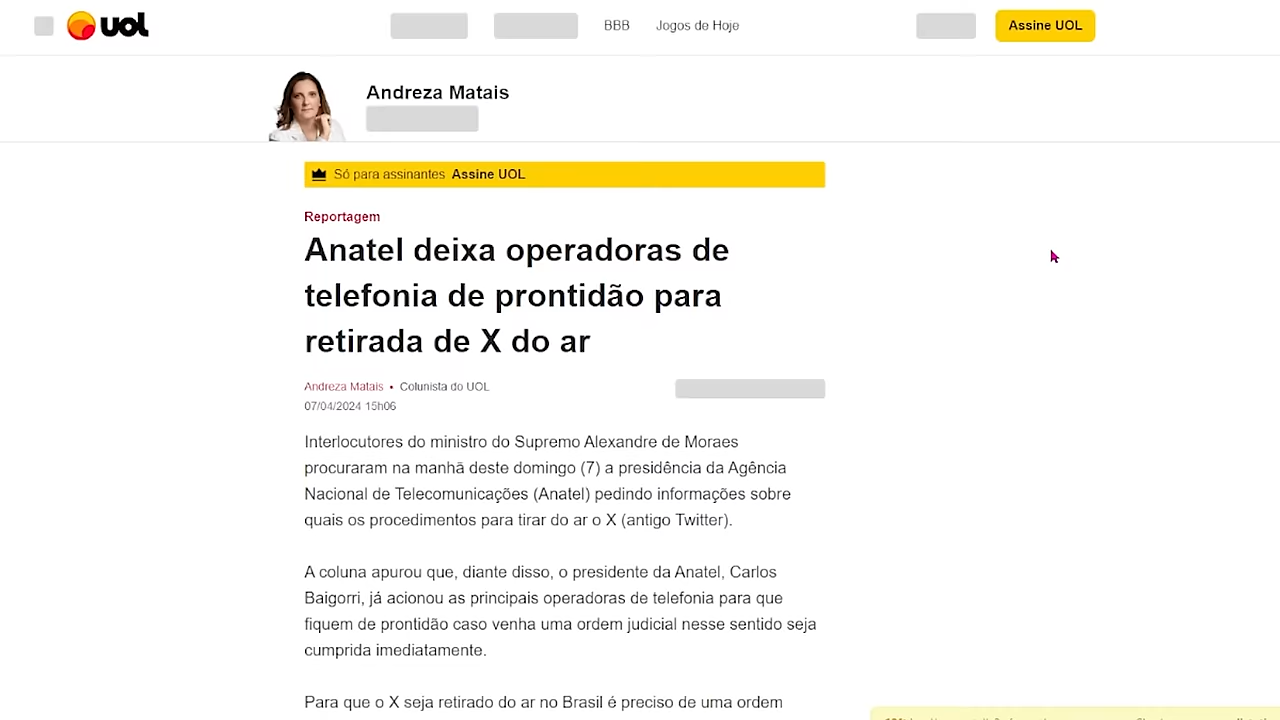 uol
BBB
Jogos de Hoje
Assine UOL
Andreza Matais
Só para assinantes Assine UOL
Reportagem
Anatel deixa operadoras de
telefonia de prontidão para
retirada de X do ar
Andreza Matais • Colunista do UOL
07/04/2024 15h06
Interlocutores do ministro do Supremo Alexandre de Moraes
procuraram na manhã deste domingo (7) a presidência da Agência
Nacional de Telecomunicações (Anatel) pedindo informações sobre
quais os procedimentos para tirar do ar o X (antigo Twitter).
A coluna apurou que, diante disso, o presidente da Anatel, Carlos
Baigorri, já acionou as principais operadoras de telefonia para que
fiquem de prontidão caso venha uma ordem judicial nesse sentido seja
cumprida imediatamente.
Para que o X seja retirado do ar no Brasil é preciso de uma ordem